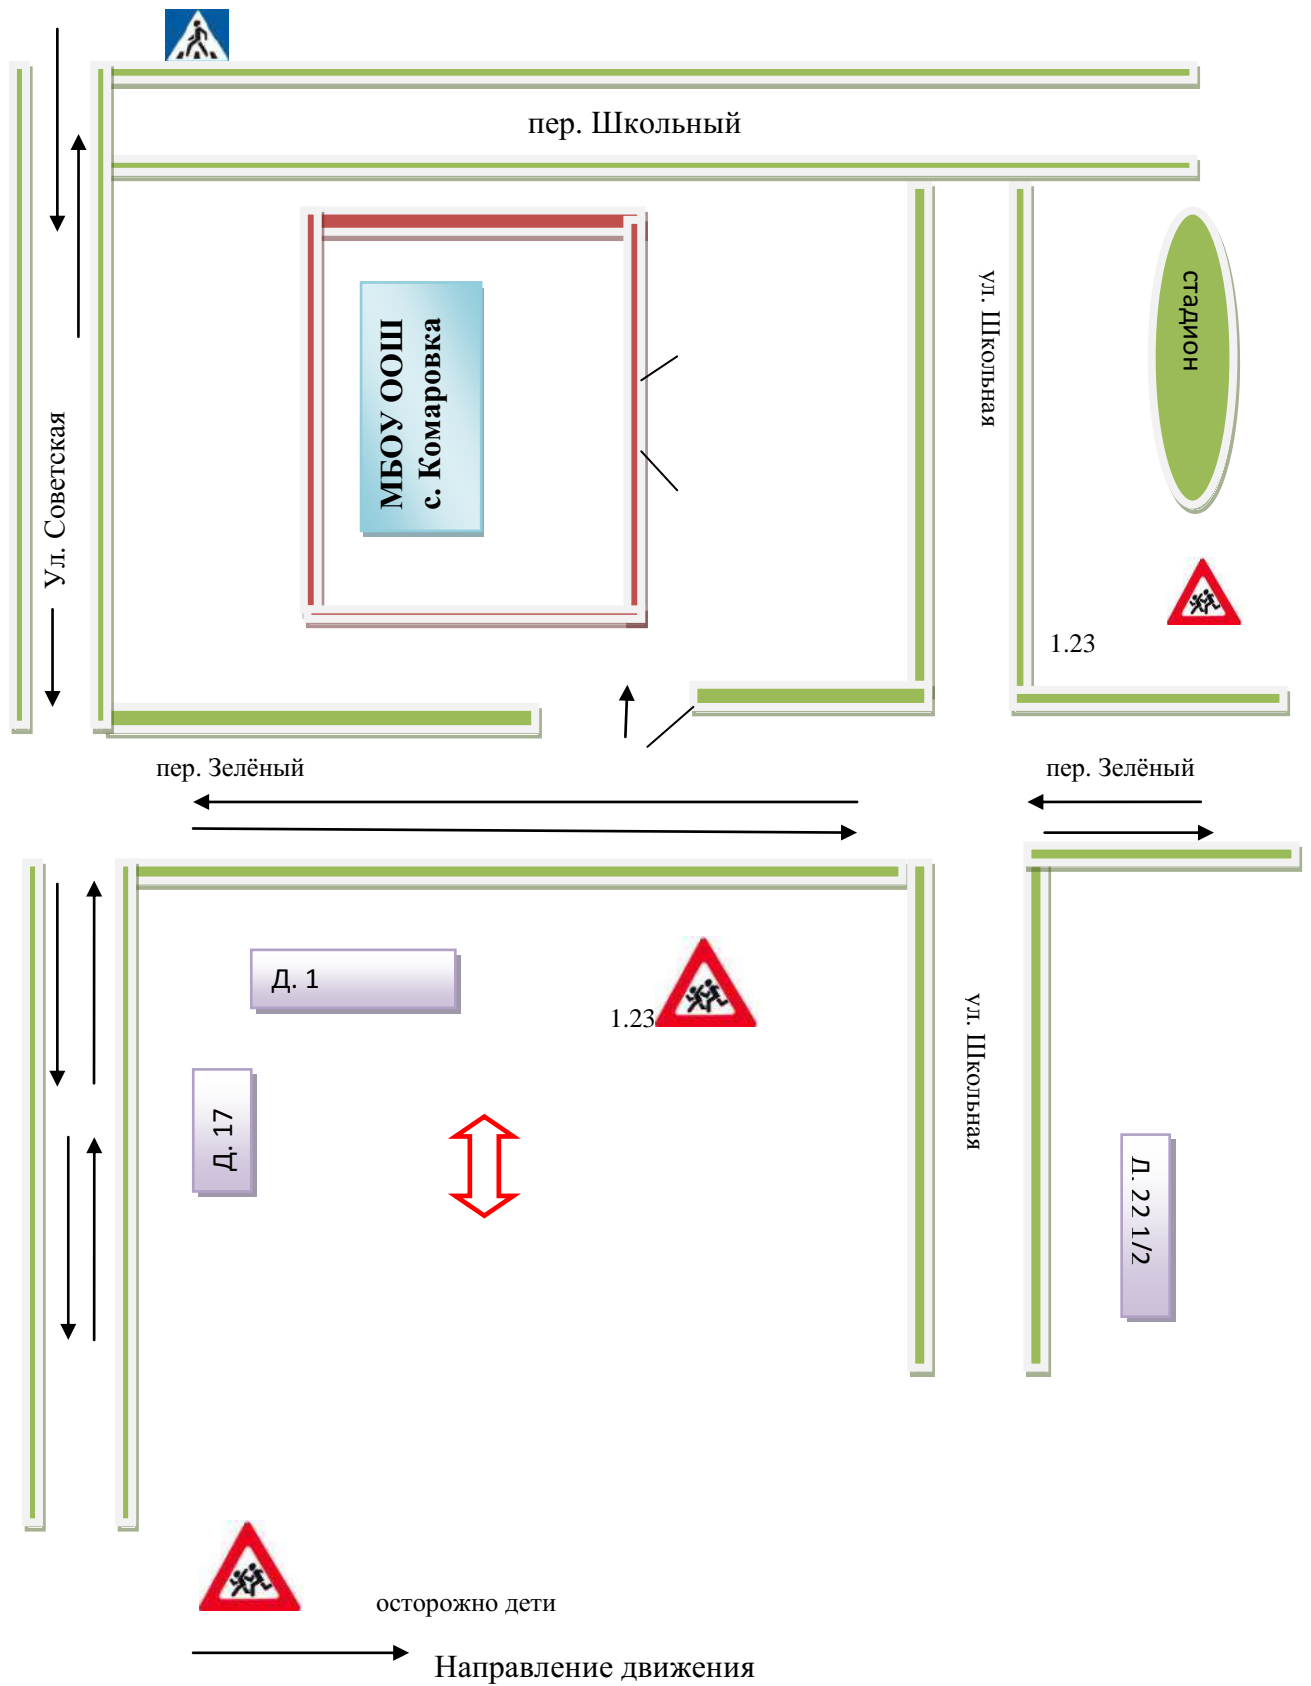 пер. Школьный
ул. Школьная
стадион
МБОУ ООШ
с. Комаровка
Ул. Советская
1.23
пер. Зелёный
пер. Зелёный
Д. 1
1.23
ул. Школьная
Д. 17
Д. 22 1/2
осторожно дети
Направление движения